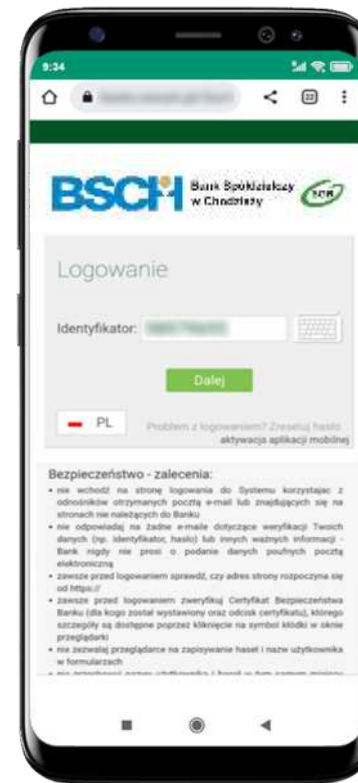 9:34
BSCH Bank Spółdzielczy
w Chodzieży
SGB
Logowanie
Identyfikator:
Dalej
PL
Problem z logowaniem? Zresetuj hasło
aktywacja aplikacji mobilnej
Bezpieczeństwo - zalecenia:
• nie wchodź na stronę logowania do Systemu korzystając z
odnośników otrzymanych pocztą e-mail lub znajdujących się na
stronach nie należących do Banku
• nie odpowiadaj na żadne e-maile dotyczące weryfikacji Twoich
danych (np. identyfikator, hasło) lub innych ważnych informacji -
Bank nigdy nie prosi o podanie danych poufnych pocztą
elektroniczną
• zawsze przed logowaniem sprawdź, czy adres strony rozpoczyna się
od https://
• zawsze przed logowaniem zweryfikuj Certyfikat Bezpieczeństwa
Banku (dla kogo został wystawiony oraz odcisk certyfikatu), którego
szczegóły są dostępne poprzez kliknięcie na symbol kłódki w oknie
przeglądarki
• nie zezwalaj przeglądarce na zapisywanie haseł i nazw użytkownika
w formularzach